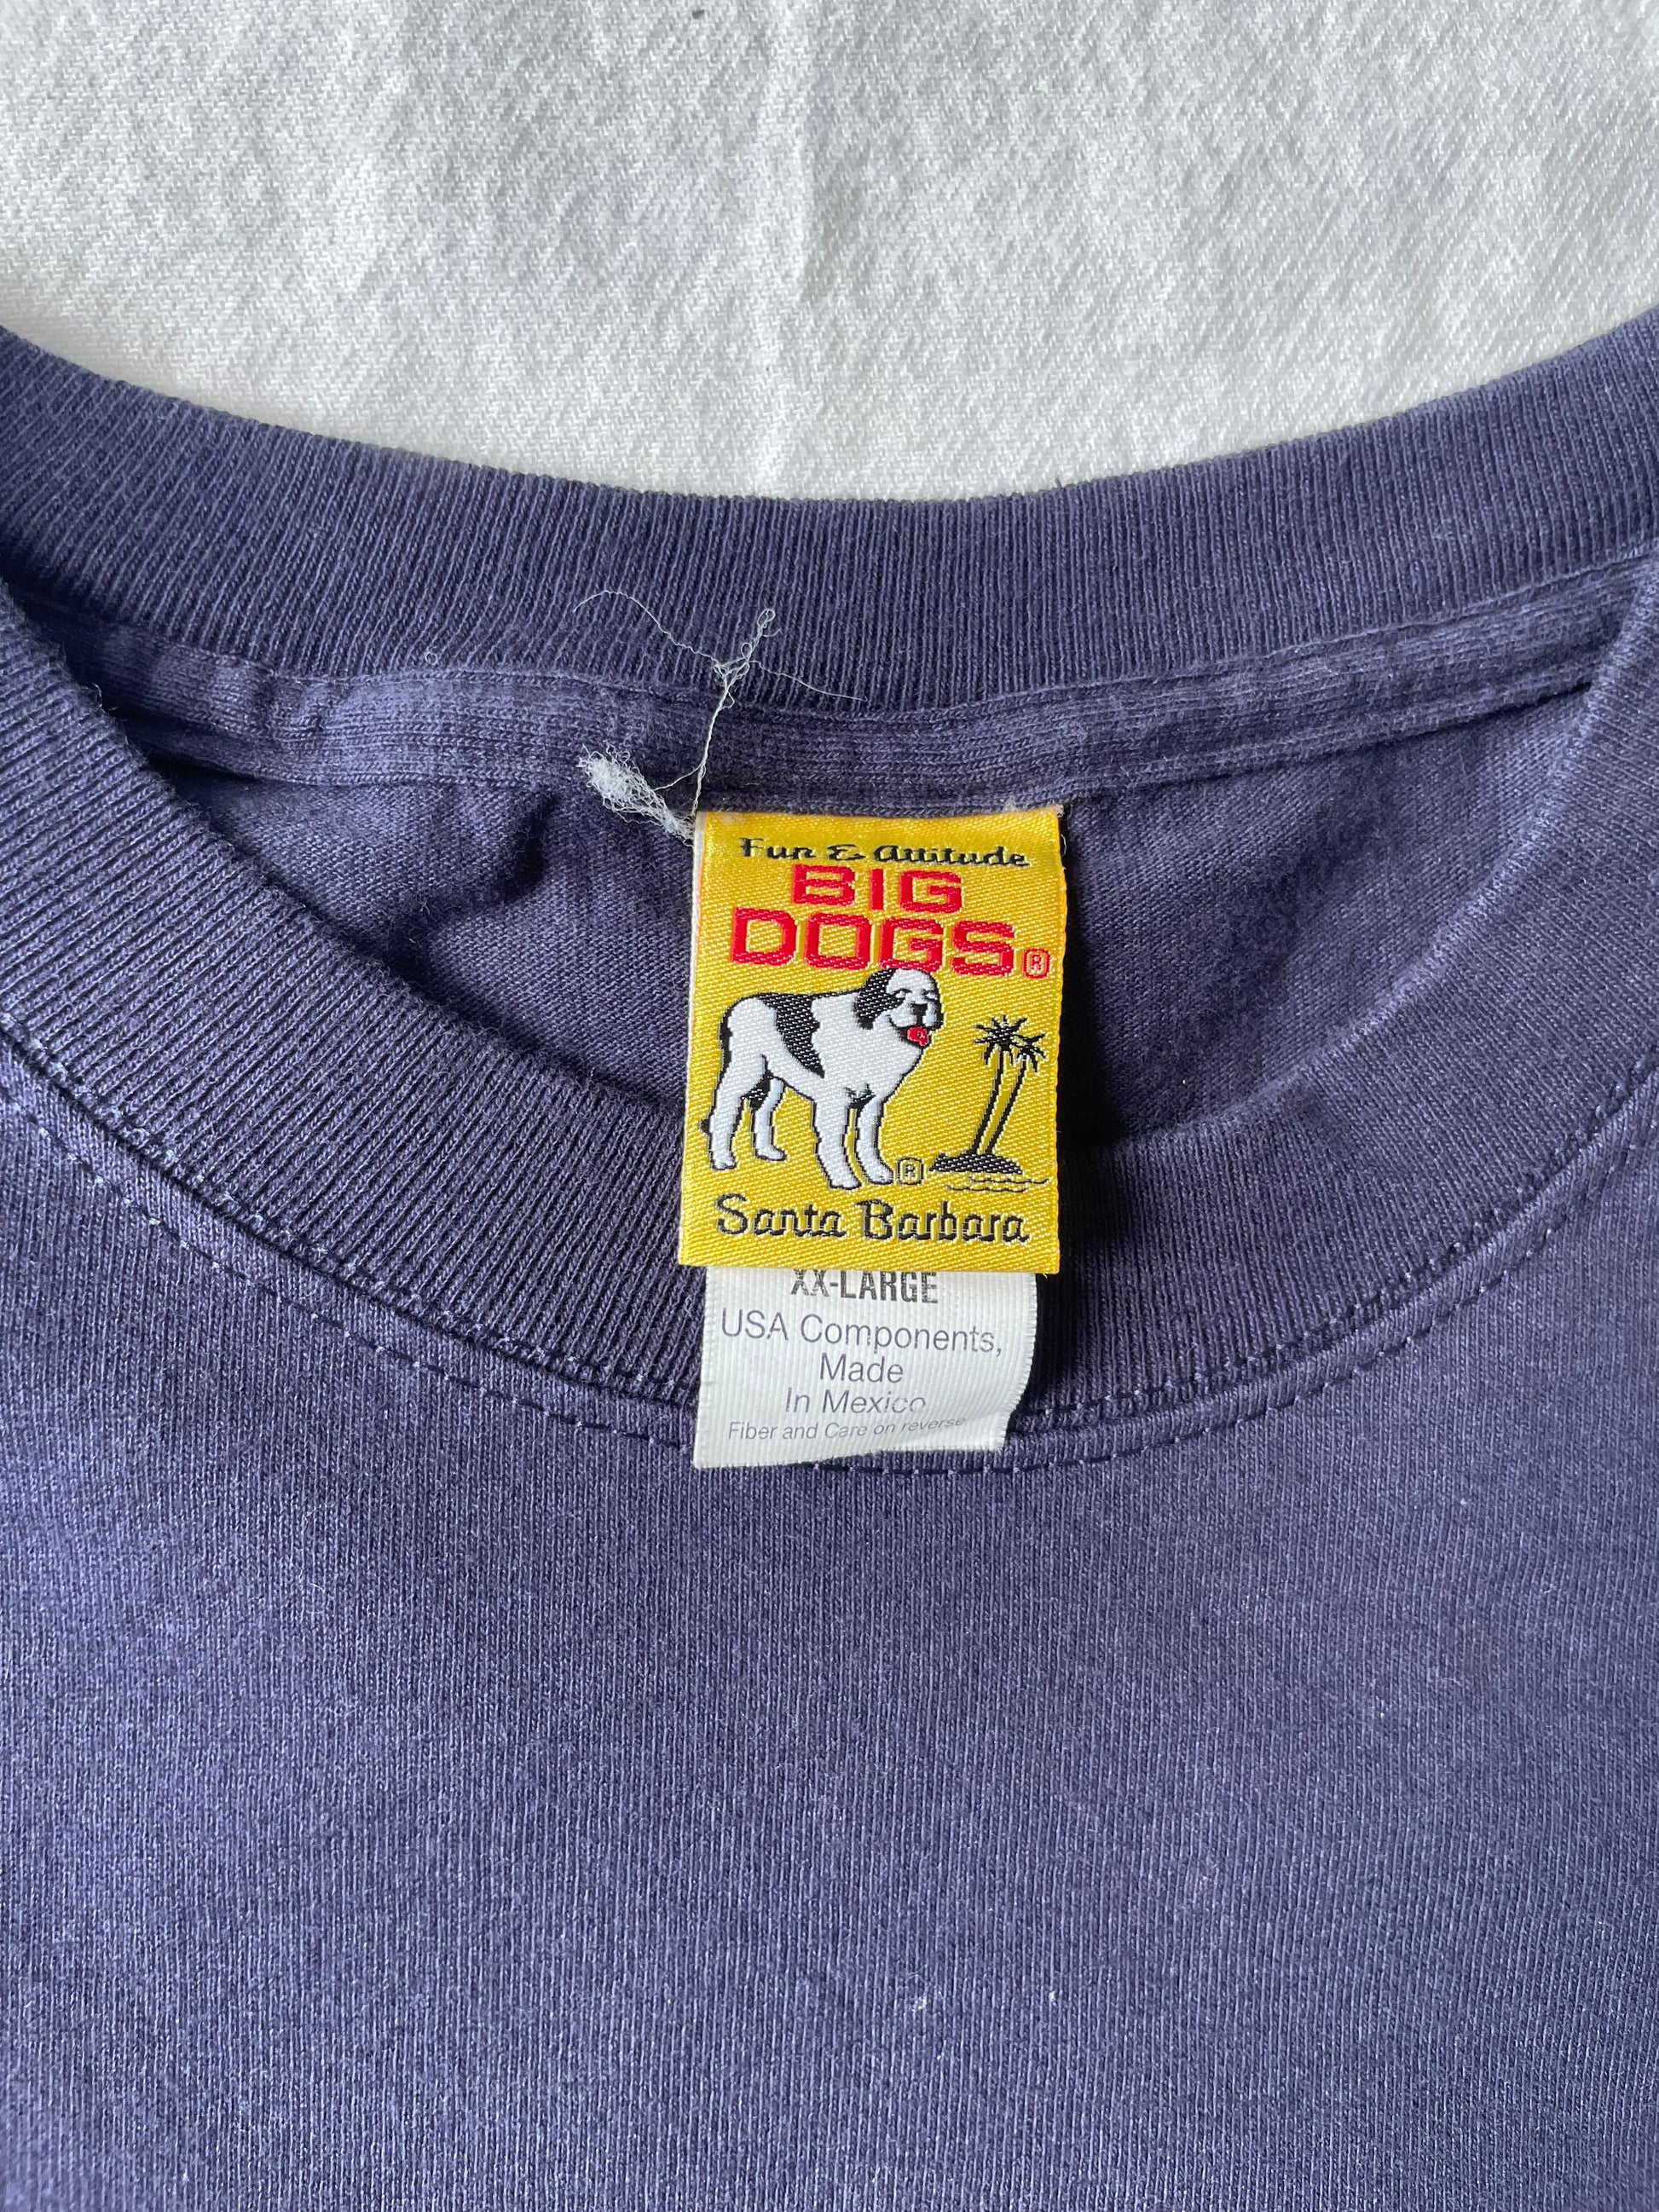 Fun & Attitude
BIG
DOGS®
®
Santa Barbara
XX-LARGE
USA Components,
Made
In Mexico
Fiber and Care on reverse